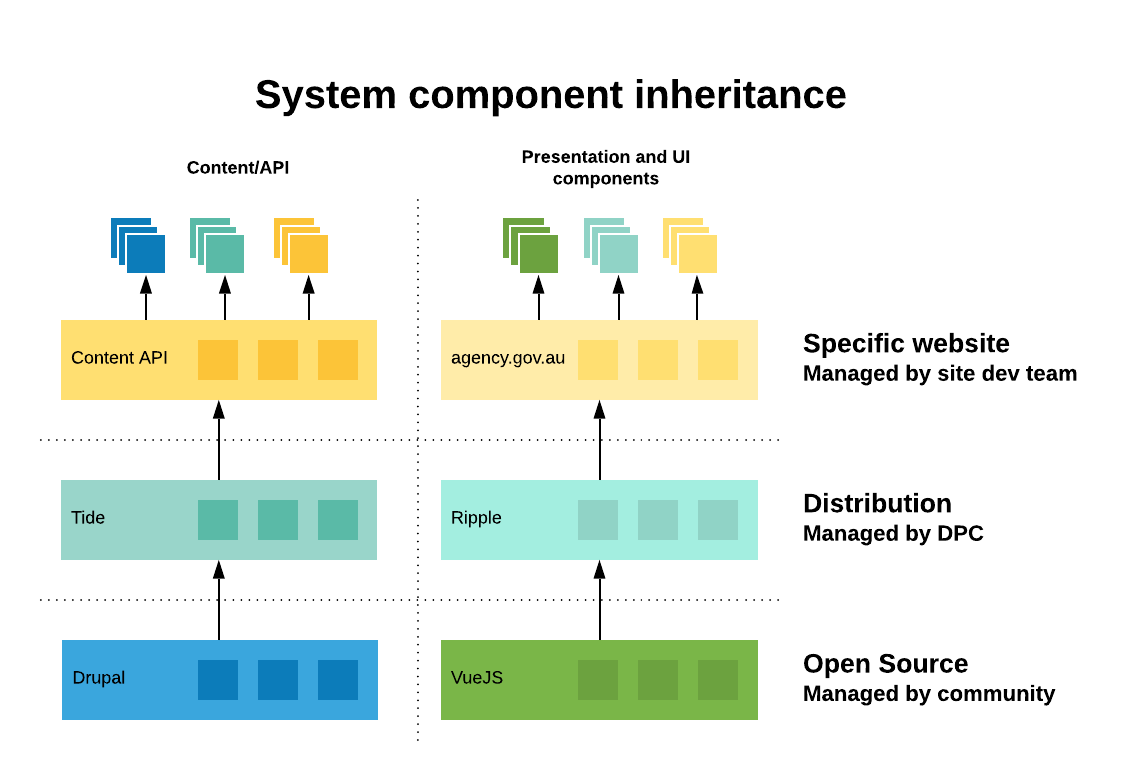 System component inheritance
Content/API
Presentation and UI
components
Content API
agency.gov.au
Specific website
Managed by site dev team
Tide
Ripple
Distribution
Managed by DPC
Drupal
VueJS
Open Source
Managed by community